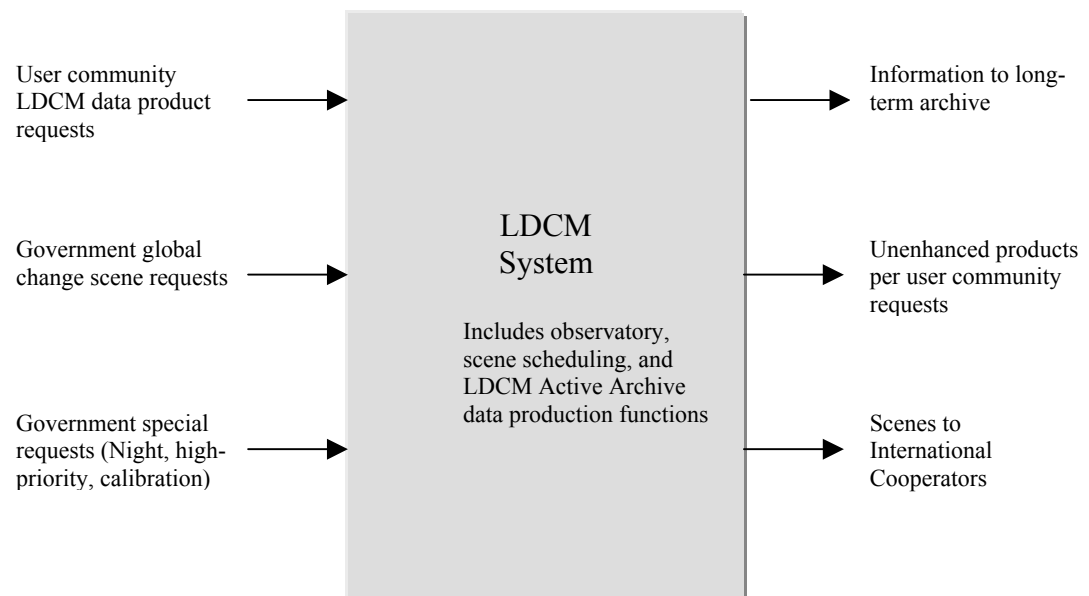 User community
LDCM data product
requests
Government global
change scene requests
Government special
requests (Night, high-
priority, calibration)
LDCM
System
Includes observatory,
scene scheduling, and
LDCM Active Archive
data production functions
Information to long-
term archive
Unenhanced products
per user community
requests
Scenes to
International
Cooperators